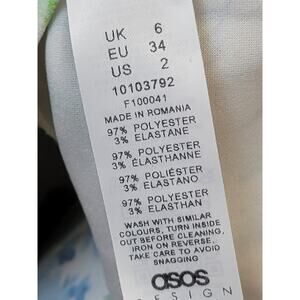 UK 6
EU 34
US 2
10103792
F100041
MADE IN ROMANIA
97% POLYESTER
3% ELASTANE
97% POLYESTER
3% ÉLASTHANNE
97% POLIÉSTER
3% ELASTANO
97% POLYESTER
3% ELASTHAN
WASH WITH SIMILAR
COLOURS, TURN INSIDE
OUT BEFORE CLEANING,
IRON ON REVERSE.
TAKE CARE TO AVOID
SNAGGING
asos
DESIGN